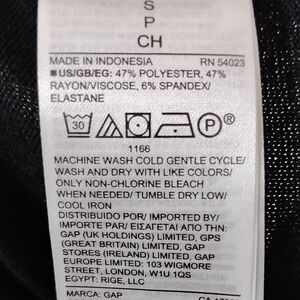 S
P
CH
MADE IN INDONESIA RN 54023
■US/GB/EG: 47% POLYESTER, 47%
RAYON/VISCOSE, 6% SPANDEX/
ELASTANE
30 P
1166
MACHINE WASH COLD GENTLE CYCLE/
WASH AND DRY WITH LIKE COLORS/
ONLY NON-CHLORINE BLEACH
WHEN NEEDED/ TUMBLE DRY LOW/
COOL IRON
DISTRIBUIDO POR/ IMPORTED BY/
IMPORTE PAR/ ΕΙΣΑΓΕΤΑΙ ΑΠΟ ΤΗΝ:
GAP (UK HOLDINGS) LIMITED, GPS
(GREAT BRITAIN) LIMITED, GAP
STORES (IRELAND) LIMITED, GAP
EUROPE LIMITED: 103 WIGMORE
STREET, LONDON, W1U 1QS
EGYPT: RIGE, LLC
MARCA: GAP